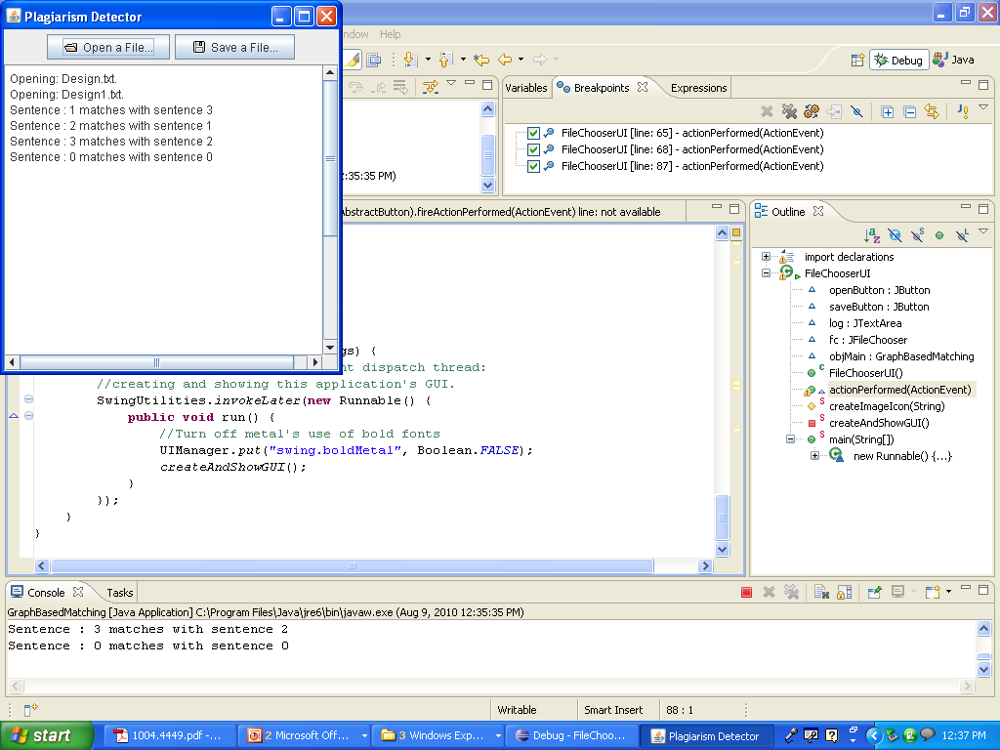 Plagiarism Detector
Open a File...
Save a File...
Opening: Design.txt.
Opening: Design1.txt.
Sentence : 1 matches with sentence 3
Sentence : 2 matches with sentence 1
Sentence : 3 matches with sentence 2
Sentence : 0 matches with sentence 0
Help
Debug
Java
Variables
Breakpoints
Expressions
FileChooserUI [line: 65] - actionPerformed(ActionEvent)
FileChooserUI [line: 68] - actionPerformed(ActionEvent)
FileChooserUI [line: 87] - actionPerformed(ActionEvent)
:35:35 PM)
AbstractButton).fireActionPerformed(ActionEvent) line: not available
gs) {
nt dispatch thread:
//creating and showing this application's GUI.
SwingUtilities.invokeLater(new Runnable() {
public void run() {
//Turn off metal's use of bold fonts
UIManager.put("swing.boldMetal", Boolean.FALSE);
createAndShowGUI();
}
});
}
}
Outline
import declarations
FileChooserUI
openButton : JButton
saveButton : JButton
log : JTextArea
fc : JFileChooser
objMain : GraphBasedMatching
FileChooserUI()
actionPerformed(ActionEvent)
createImageIcon(String)
createAndShowGUI()
main(String[])
new Runnable() {...}
Console
Tasks
GraphBasedMatching [Java Application] C:\Program Files\Java\jre6\bin\javaw.exe (Aug 9, 2010 12:35:35 PM)
Sentence : 3 matches with sentence 2
Sentence : 0 matches with sentence 0
Writable
Smart Insert
88 : 1
start
1004.4449.pdf -...
2 Microsoft Off...
3 Windows Exp...
Debug - FileChoo...
Plagiarism Detector
12:37 PM